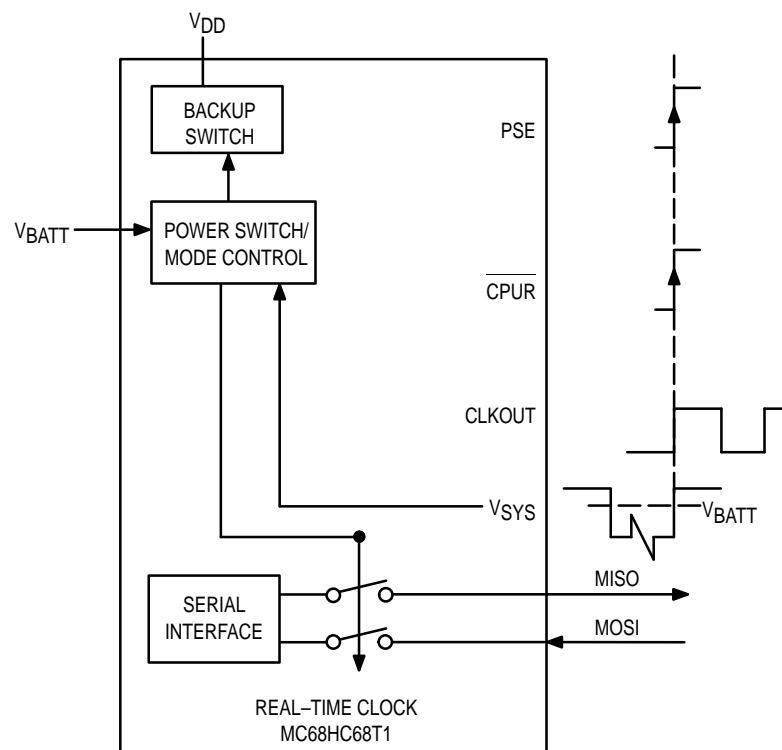 VDD
BACKUP
SWITCH
PSE
VBATT
POWER SWITCH/
MODE CONTROL
CPUR
CLKOUT
VSYS
VBATT
SERIAL
INTERFACE
MISO
MOSI
REAL–TIME CLOCK
MC68HC68T1